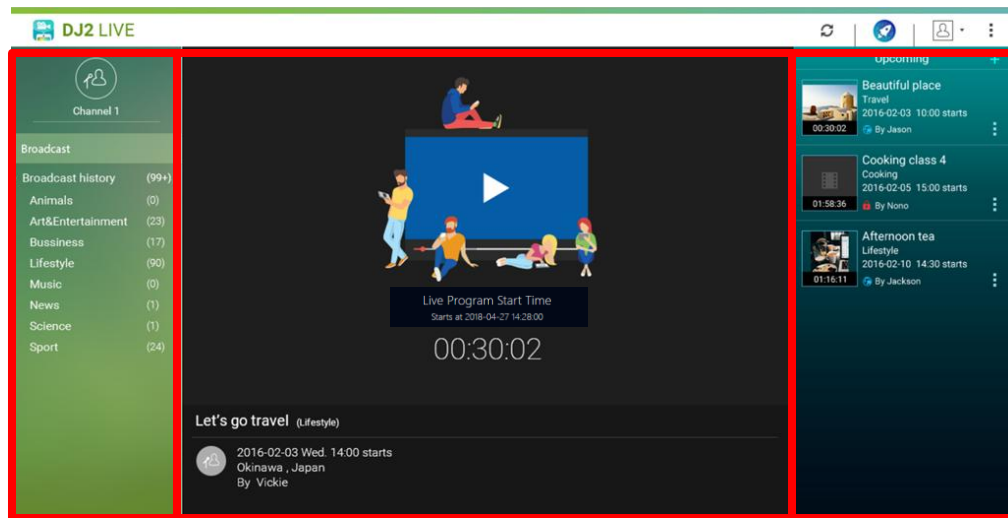 DJ2 LIVE
Channel 1
Broadcast
Broadcast history (99+)
Animals (0)
Art&Entertainment (23)
Bussiness (17)
Lifestyle (90)
Music (0)
News (1)
Science (1)
Sport (24)
Live Program Start Time
Starts at 2018-04-27 14:28:00
00:30:02
Let's go travel (Lifestyle)
2016-02-03 Wed. 14:00 starts
Okinawa , Japan
By Vickie
Upcoming +
Beautiful place
Travel
2016-02-03 10:00 starts
00:30:02 By Jason
Cooking class 4
Cooking
2016-02-05 15:00 starts
01:58:36 By Nono
Afternoon tea
Lifestyle
2016-02-10 14:30 starts
01:16:11 By Jackson